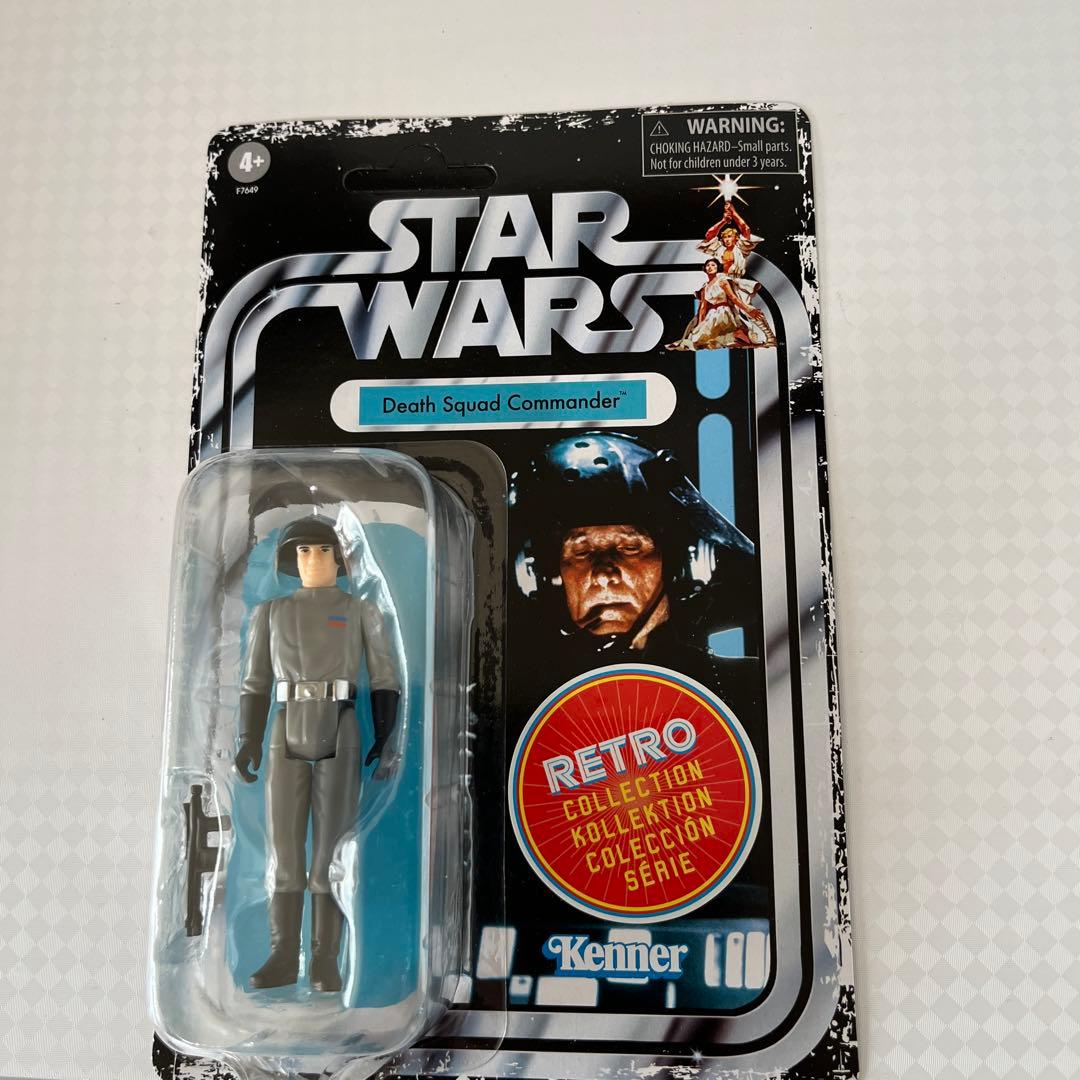 4+
F7649
⚠ WARNING:
CHOKING HAZARD–Small parts.
Not for children under 3 years.
STAR
WARS™
Death Squad Commander™
RETRO
COLLECTION
KOLLEKTION
COLECCIÓN
SÉRIE
Kenner